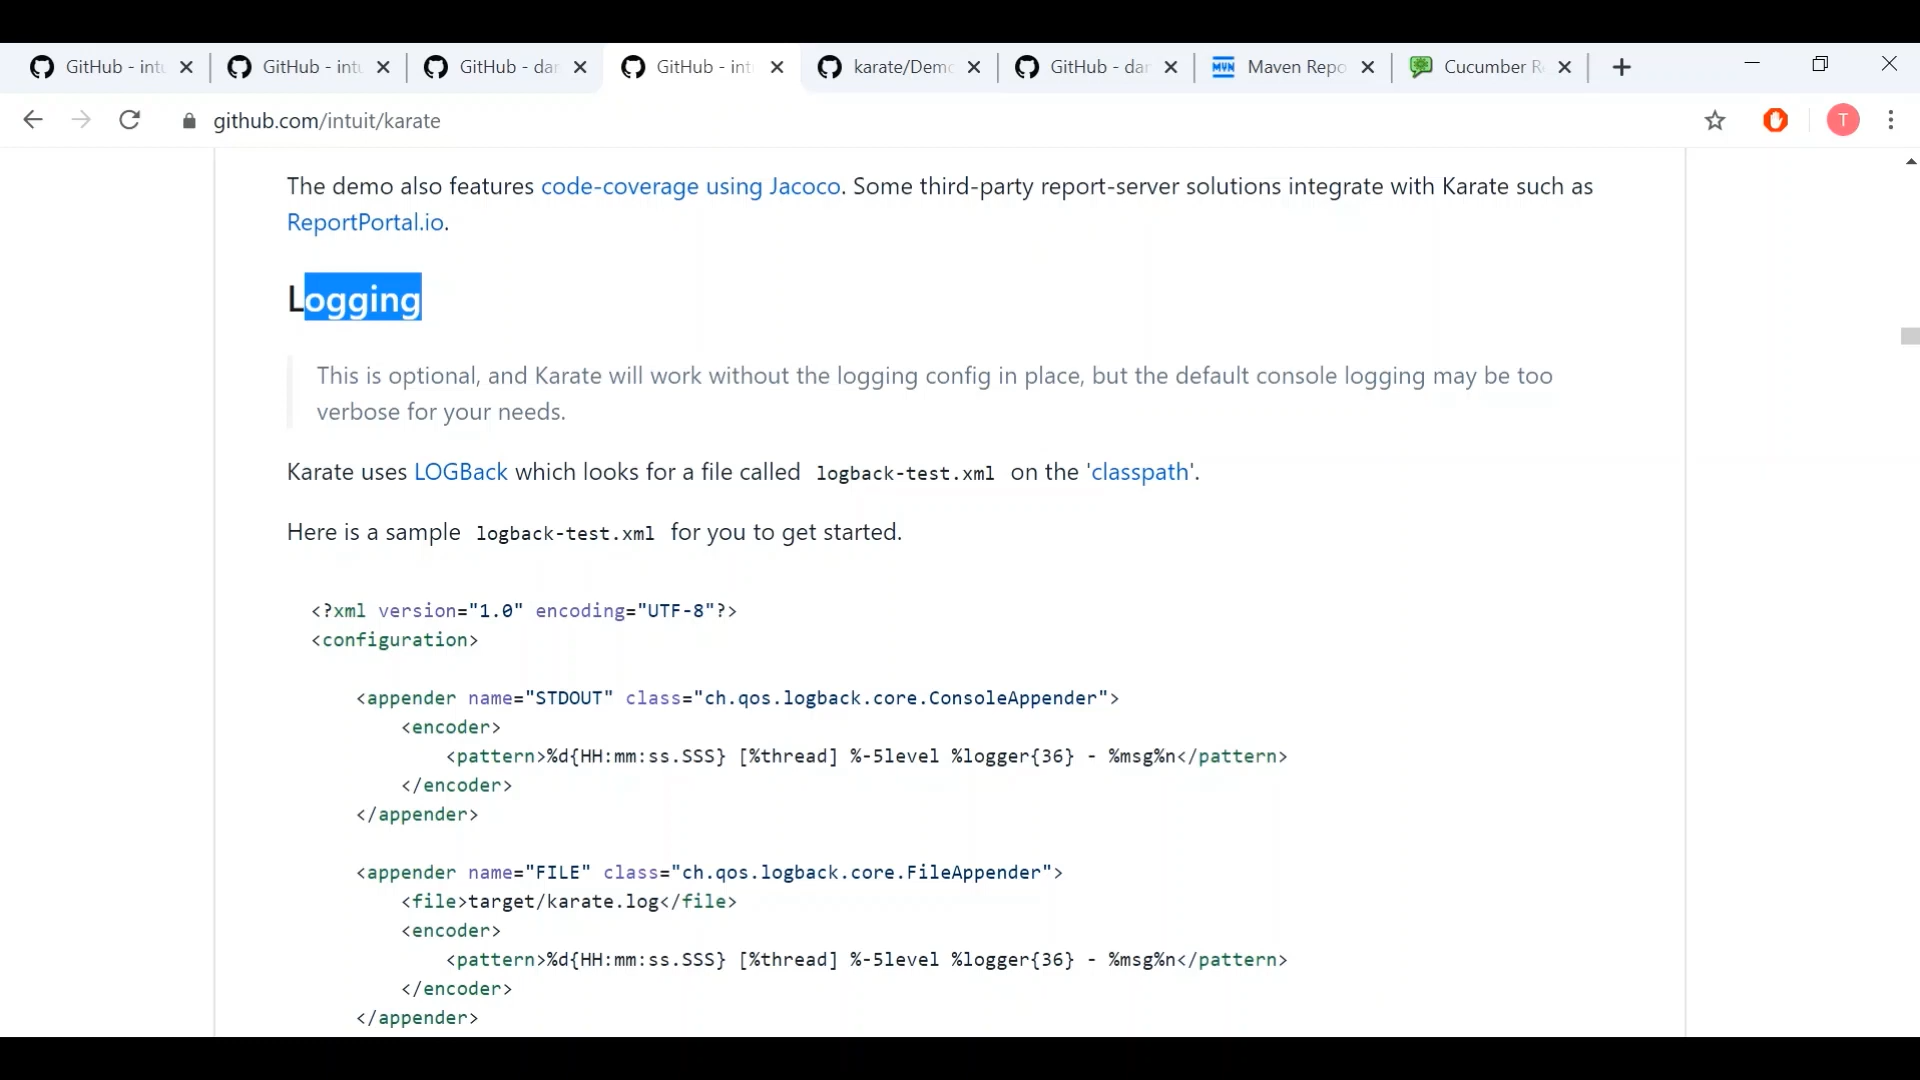 GitHub - intu
GitHub - intu
GitHub - dar
GitHub - int
karate/Demo
GitHub - dar
Maven Repo
Cucumber R
github.com/intuit/karate
T
The demo also features code-coverage using Jacoco. Some third-party report-server solutions integrate with Karate such as
ReportPortal.io.
Logging
This is optional, and Karate will work without the logging config in place, but the default console logging may be too
verbose for your needs.
Karate uses LOGBack which looks for a file called logback-test.xml on the 'classpath'.
Here is a sample logback-test.xml for you to get started.
<?xml version="1.0" encoding="UTF-8"?>
<configuration>
<appender name="STDOUT" class="ch.qos.logback.core.ConsoleAppender">
<encoder>
<pattern>%d{HH:mm:ss.SSS} [%thread] %-5level %logger{36} - %msg%n</pattern>
</encoder>
</appender>
<appender name="FILE" class="ch.qos.logback.core.FileAppender">
<file>target/karate.log</file>
<encoder>
<pattern>%d{HH:mm:ss.SSS} [%thread] %-5level %logger{36} - %msg%n</pattern>
</encoder>
</appender>